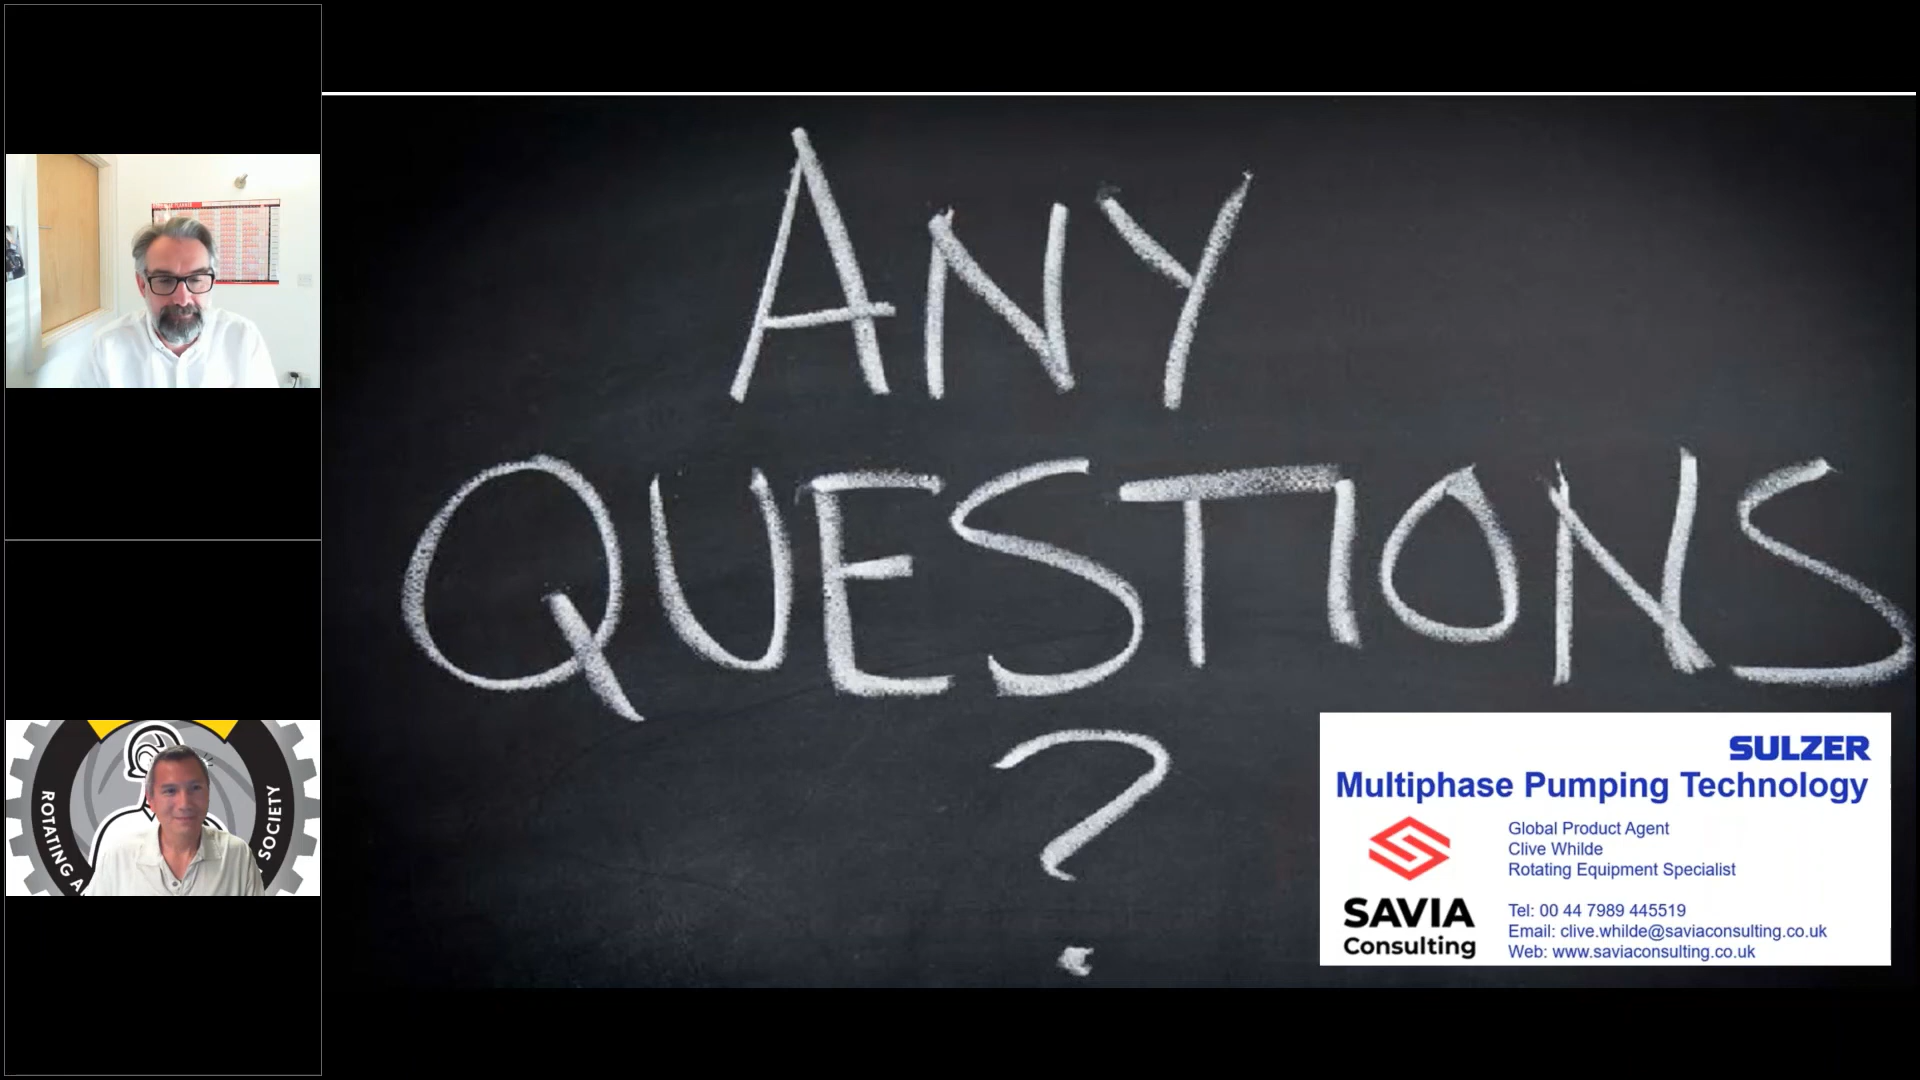 ANY
QUESTIONS
?
SULZER
Multiphase Pumping Technology
Global Product Agent
Clive Whilde
Rotating Equipment Specialist
SAVIA
Consulting
Tel: 00 44 7989 445519
Email: clive.whilde@saviaconsulting.co.uk
Web: www.saviaconsulting.co.uk
ROTATING
SOCIETY